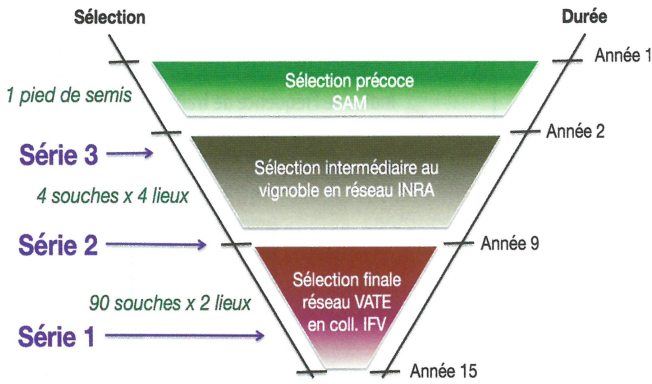 Sélection
Durée
Année 1
Sélection précoce
SAM
1 pied de semis
Année 2
Série 3
Sélection intermédiaire au
vignoble en réseau INRA
4 souches x 4 lieux
Série 2
Année 9
Sélection finale
réseau VATE
en coll. IFV
90 souches x 2 lieux
Série 1
Année 15